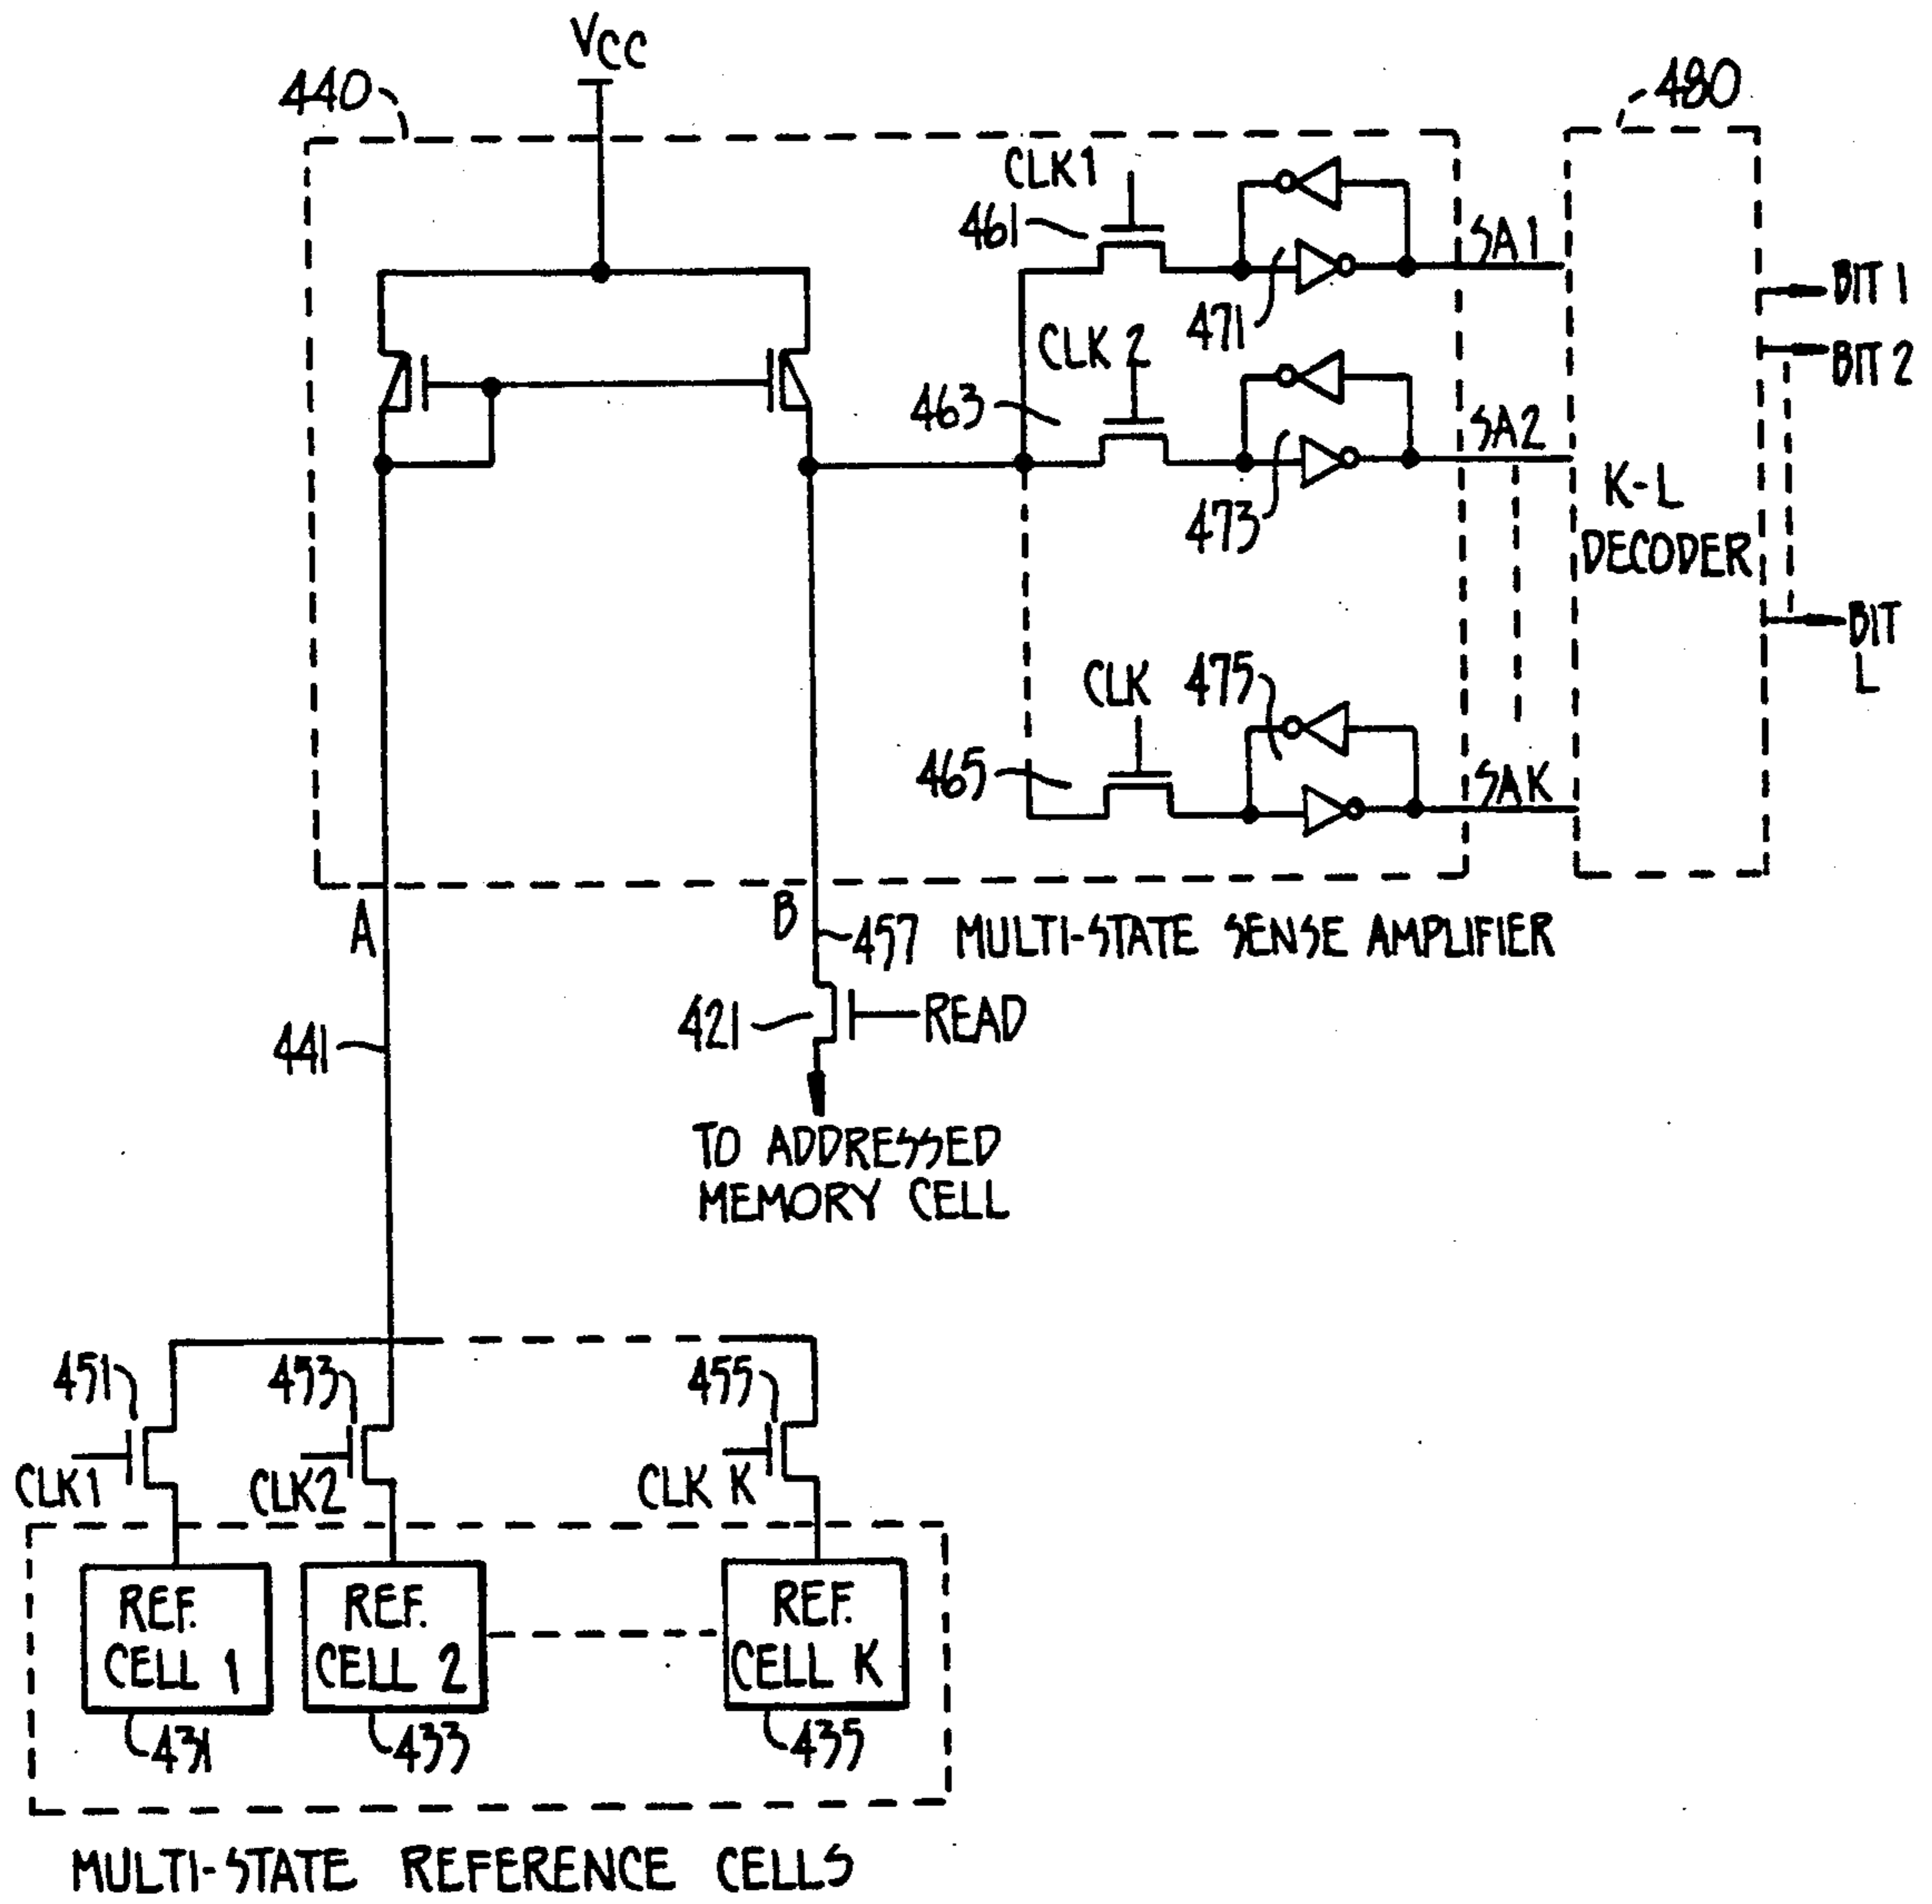 VCC
440
480
CLK1
461
SA1
471
BIT 1
CLK 2
BIT 2
463
SA2
473
K-L
DECODER
BIT
L
CLK
475
465
SAK
A
B
457
MULTI-STATE SENSE AMPLIFIER
421
READ
441
TO ADDRESSED
MEMORY CELL
451
453
455
CLK1
CLK2
CLK K
REF.
CELL 1
REF.
CELL 2
REF.
CELL K
431
433
435
MULTI-STATE REFERENCE CELLS